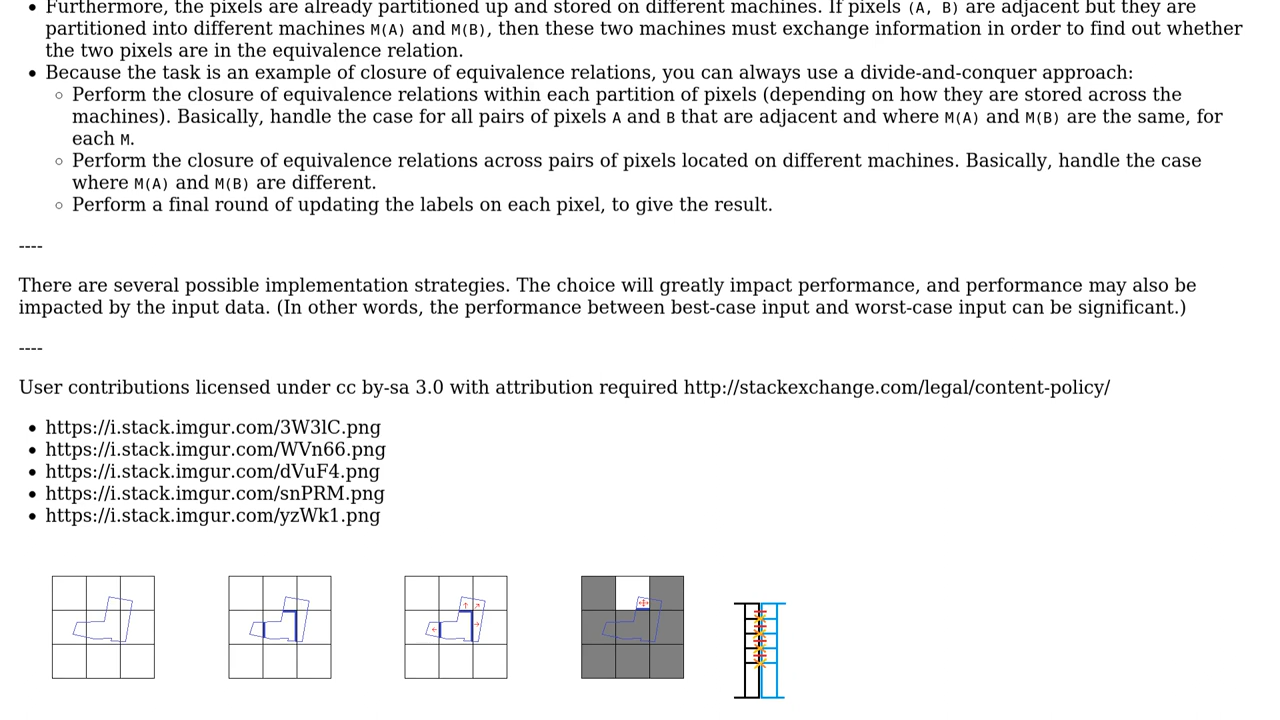 • Furthermore, the pixels are already partitioned up and stored on different machines. If pixels (A, B) are adjacent but they are
partitioned into different machines M(A) and M(B), then these two machines must exchange information in order to find out whether
the two pixels are in the equivalence relation.
• Because the task is an example of closure of equivalence relations, you can always use a divide-and-conquer approach:
◦ Perform the closure of equivalence relations within each partition of pixels (depending on how they are stored across the
machines). Basically, handle the case for all pairs of pixels A and B that are adjacent and where M(A) and M(B) are the same, for
each M.
◦ Perform the closure of equivalence relations across pairs of pixels located on different machines. Basically, handle the case
where M(A) and M(B) are different.
◦ Perform a final round of updating the labels on each pixel, to give the result.
----
There are several possible implementation strategies. The choice will greatly impact performance, and performance may also be
impacted by the input data. (In other words, the performance between best-case input and worst-case input can be significant.)
----
User contributions licensed under cc by-sa 3.0 with attribution required http://stackexchange.com/legal/content-policy/
• https://i.stack.imgur.com/3W3lC.png
• https://i.stack.imgur.com/WVn66.png
• https://i.stack.imgur.com/dVuF4.png
• https://i.stack.imgur.com/snPRM.png
• https://i.stack.imgur.com/yzWk1.png